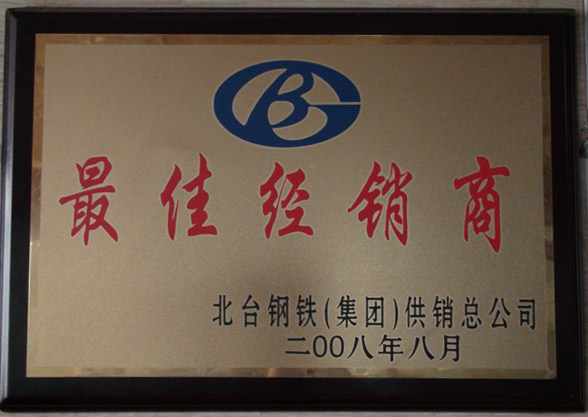 最佳经销商
北台钢铁(集团)供销总公司
二00八年八月